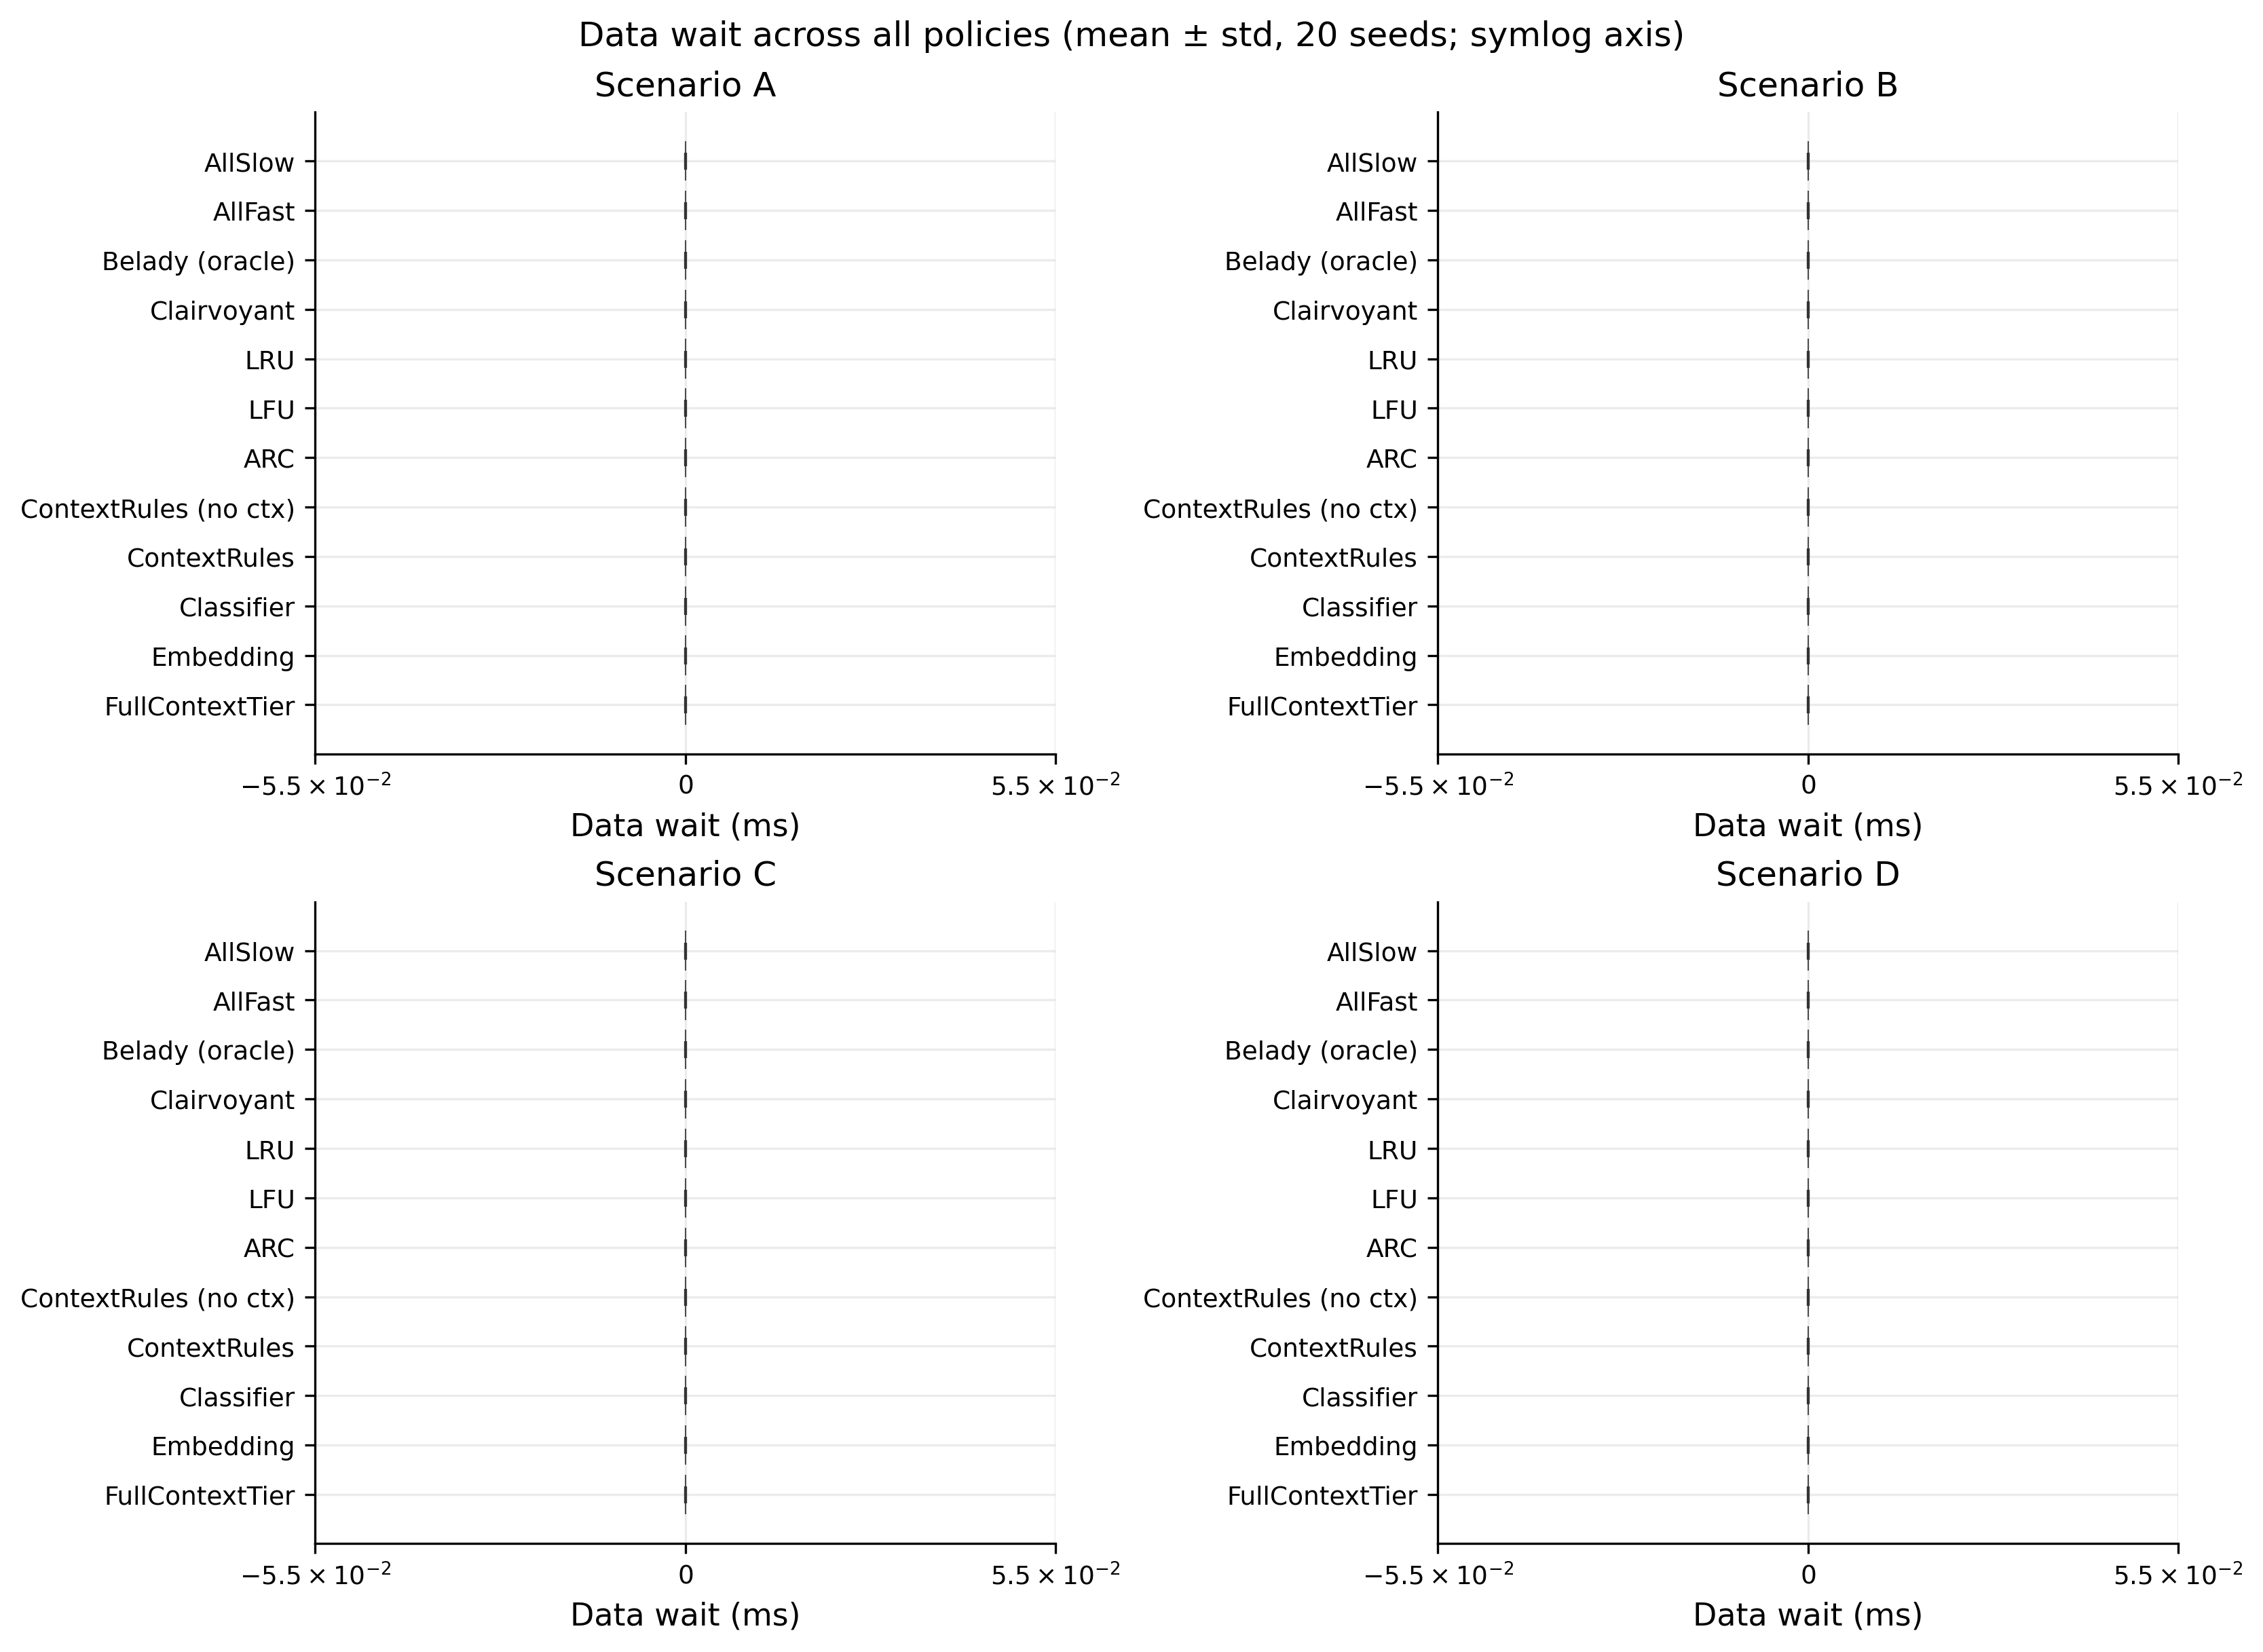 Data wait across all policies (mean ± std, 20 seeds; symlog axis)
Scenario A
AllSlow
AllFast
Belady (oracle)
Clairvoyant
LRU
LFU
ARC
ContextRules (no ctx)
ContextRules
Classifier
Embedding
FullContextTier
−5.5 × 10⁻² 0 5.5 × 10⁻²
Data wait (ms)
Scenario B
AllSlow
AllFast
Belady (oracle)
Clairvoyant
LRU
LFU
ARC
ContextRules (no ctx)
ContextRules
Classifier
Embedding
FullContextTier
−5.5 × 10⁻² 0 5.5 × 10⁻²
Data wait (ms)
Scenario C
AllSlow
AllFast
Belady (oracle)
Clairvoyant
LRU
LFU
ARC
ContextRules (no ctx)
ContextRules
Classifier
Embedding
FullContextTier
−5.5 × 10⁻² 0 5.5 × 10⁻²
Data wait (ms)
Scenario D
AllSlow
AllFast
Belady (oracle)
Clairvoyant
LRU
LFU
ARC
ContextRules (no ctx)
ContextRules
Classifier
Embedding
FullContextTier
−5.5 × 10⁻² 0 5.5 × 10⁻²
Data wait (ms)